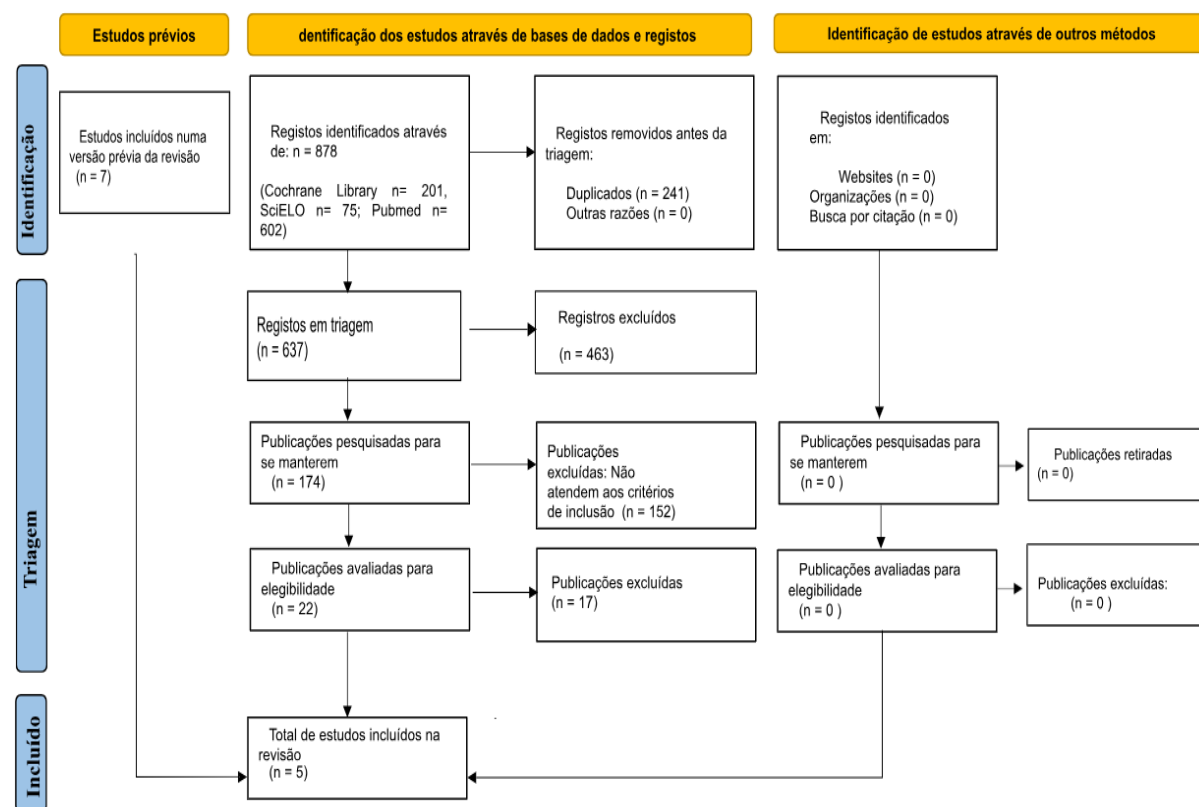 Estudos prévios
dentificação dos estudos através de bases de dados e registos
Identificação de estudos através de outros métodos
Identificação
Estudos incluídos numa
versão prévia da revisão
(n = 7)
Registos identificados através
de: n = 878
(Cochrane Library n= 201,
SciELO n= 75; Pubmed n=
602)
Registos removidos antes da
triagem:
Duplicados (n = 241)
Outras razões (n = 0)
Registos identificados
em:
Websites (n = 0)
Organizações (n = 0)
Busca por citação (n = 0)
Triagem
Registos em triagem
(n = 637)
Registros excluídos
(n = 463)
Publicações pesquisadas para
se manterem
(n = 174)
Publicações
excluídas: Não
atendem aos critérios
de inclusão (n = 152)
Publicações pesquisadas para
se manterem
(n = 0 )
Publicações retiradas
(n = 0)
Publicações avaliadas para
elegibilidade
(n = 22)
Publicações excluídas
(n = 17)
Publicações avaliadas para
elegibilidade
(n = 0 )
Publicações excluídas:
(n = 0 )
Incluído
Total de estudos incluídos na
revisão
(n = 5)